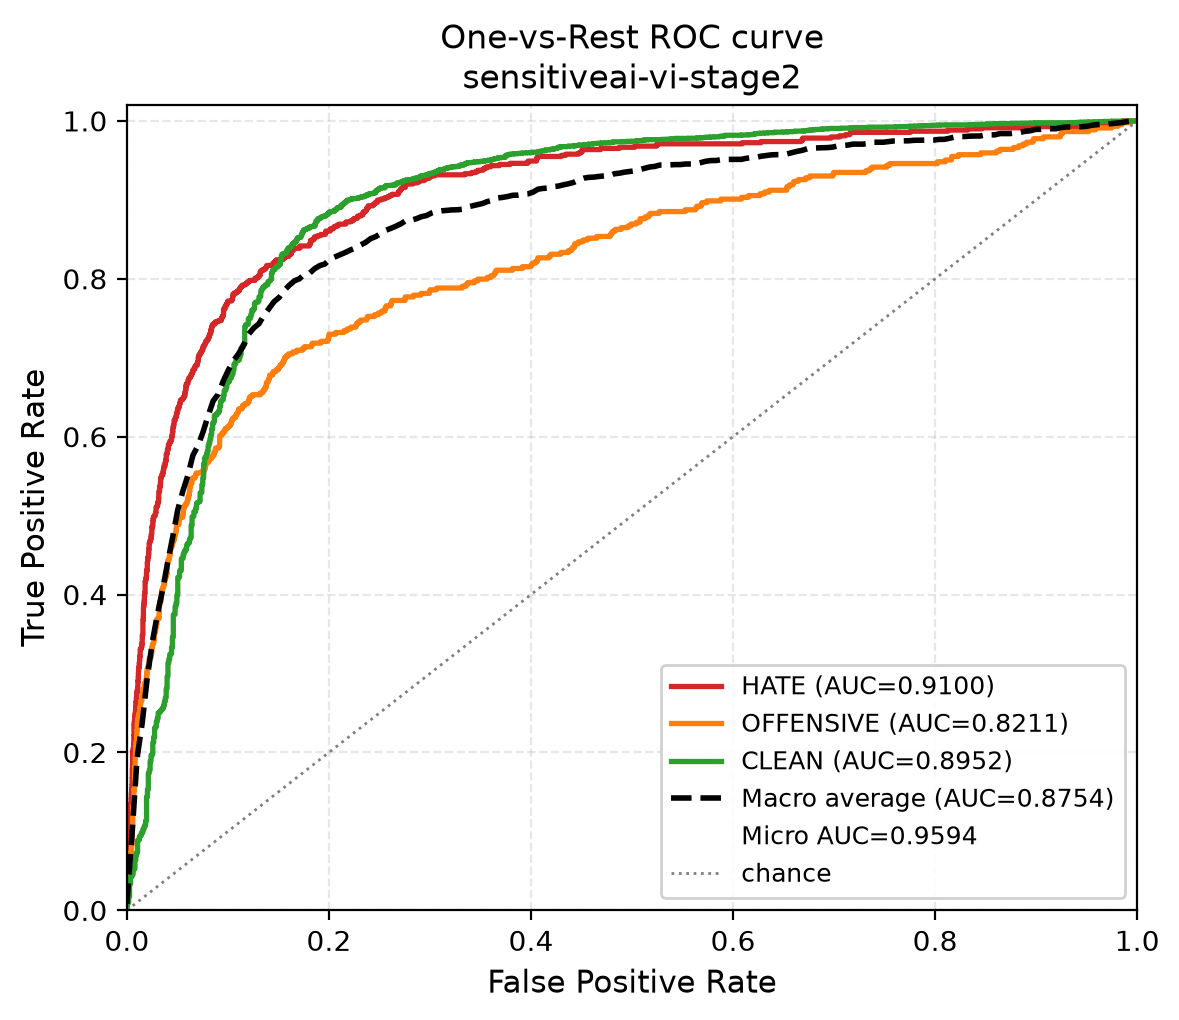 One-vs-Rest ROC curve
sensitiveai-vi-stage2
True Positive Rate
1.0
0.8
0.6
0.4
0.2
0.0
HATE (AUC=0.9100)
OFFENSIVE (AUC=0.8211)
CLEAN (AUC=0.8952)
Macro average (AUC=0.8754)
Micro AUC=0.9594
chance
0.0 0.2 0.4 0.6 0.8 1.0
False Positive Rate